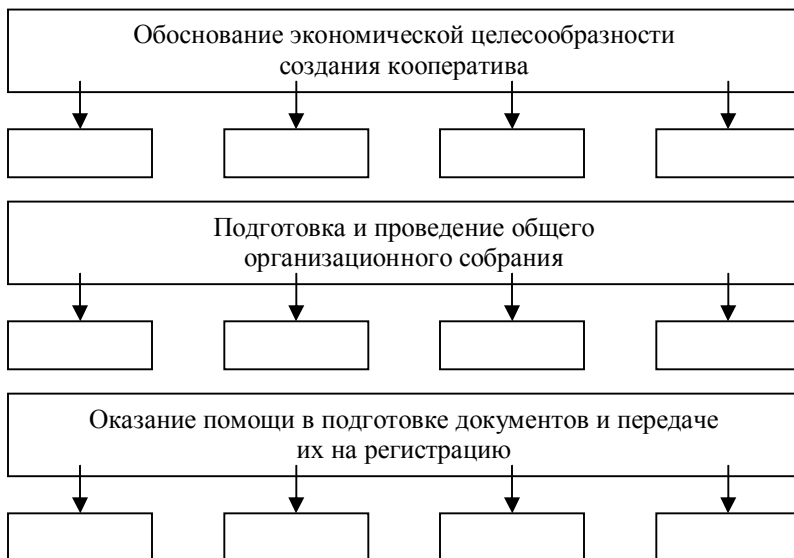 Обоснование экономической целесообразности
создания кооператива
Подготовка и проведение общего
организационного собрания
Оказание помощи в подготовке документов и передаче
их на регистрацию